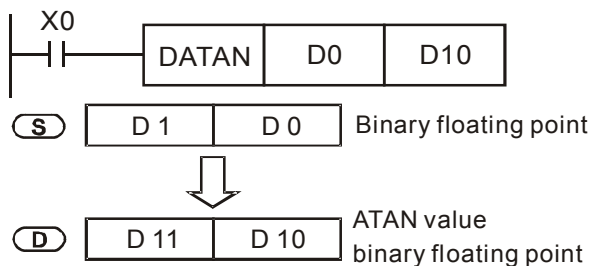 X0
DATAN D0 D10
S D 1 D 0 Binary floating point
D D 11 D 10 ATAN value
binary floating point